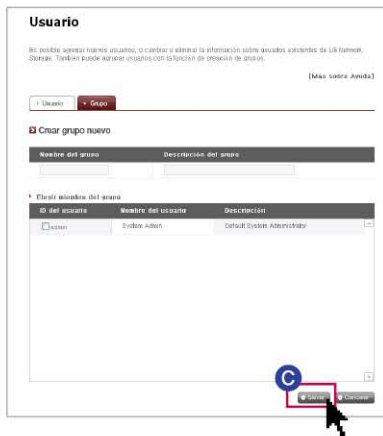 Usuario
Es posible agregar nuevos usuarios, o cambiar o eliminar la información sobre usuarios existentes de LG Network
Storage. También puede agrupar usuarios con la función de creación de grupos.
[Más sobre Ayuda]
Usuario
Grupo
Crear grupo nuevo
Nombre del grupo Descripción del grupo
Elegir miembro del grupo
ID del usuario Nombre del usuario Descripción
admin System Admin Default System Administrator
C
Salvar Cancelar